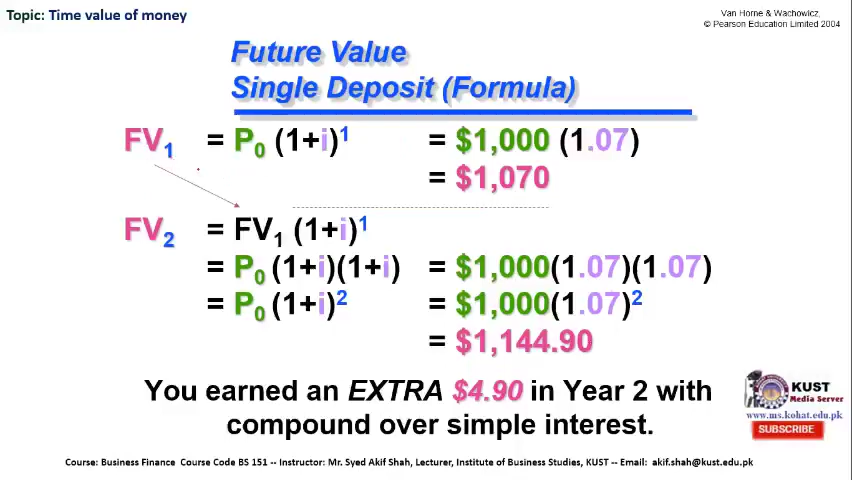 Topic: Time value of money
Van Horne & Wachowicz,
© Pearson Education Limited 2004
Future Value
Single Deposit (Formula)
FV₁ = P₀ (1+i)¹ = $1,000 (1.07)
= $1,070
FV₂ = FV₁ (1+i)¹
= P₀ (1+i)(1+i) = $1,000(1.07)(1.07)
= P₀ (1+i)² = $1,000(1.07)²
= $1,144.90
You earned an EXTRA $4.90 in Year 2 with
compound over simple interest.
KUST
Media Server
www.ms.kohat.edu.pk
SUBSCRIBE
Course: Business Finance Course Code BS 151 -- Instructor: Mr. Syed Akif Shah, Lecturer, Institute of Business Studies, KUST -- Email: akif.shah@kust.edu.pk